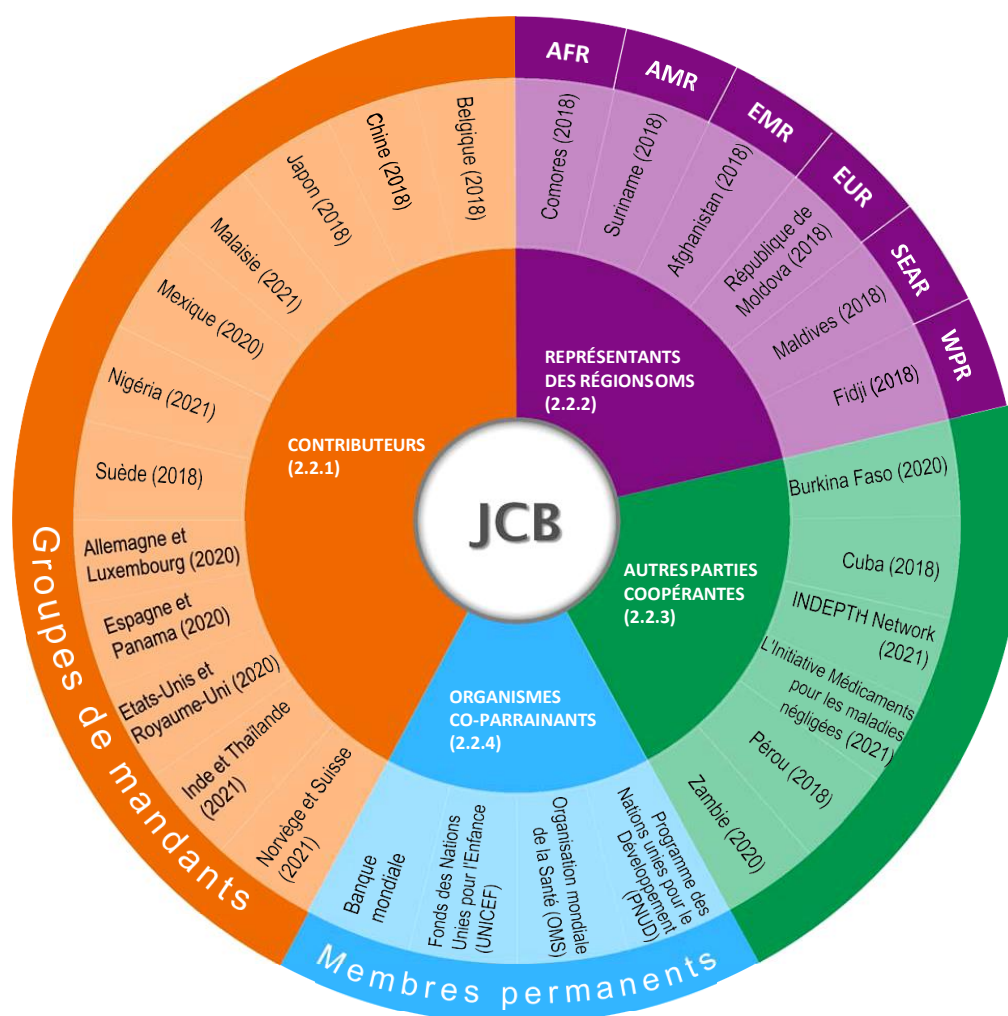 JCB
CONTRIBUTEURS
(2.2.1)
Belgique (2018)
Chine (2018)
Japon (2018)
Malaisie (2021)
Mexique (2020)
Nigéria (2021)
Suède (2018)
Allemagne et
Luxembourg (2020)
Espagne et
Panama (2020)
Etats-Unis et
Royaume-Uni (2020)
Inde et Thaïlande
(2021)
Norvège et Suisse
(2021)
Groupes de mandants
REPRÉSENTANTS
DES RÉGIONS OMS
(2.2.2)
AFR
Comores (2018)
AMR
Suriname (2018)
EMR
Afghanistan (2018)
EUR
République de
Moldova (2018)
SEAR
Maldives (2018)
WPR
Fidji (2018)
AUTRES PARTIES
COOPÉRANTES
(2.2.3)
Burkina Faso (2020)
Cuba (2018)
INDEPTH Network
(2021)
L'Initiative Médicaments
pour les maladies
négligées (2021)
Pérou (2018)
Zambie (2020)
ORGANISMES
CO-PARRAINANTS
(2.2.4)
Banque
mondiale
Fonds des Nations
Unies pour l'Enfance
(UNICEF)
Organisation mondiale
de la Santé (OMS)
Programme des
Nations unies pour le
Développement
(PNUD)
Membres permanents